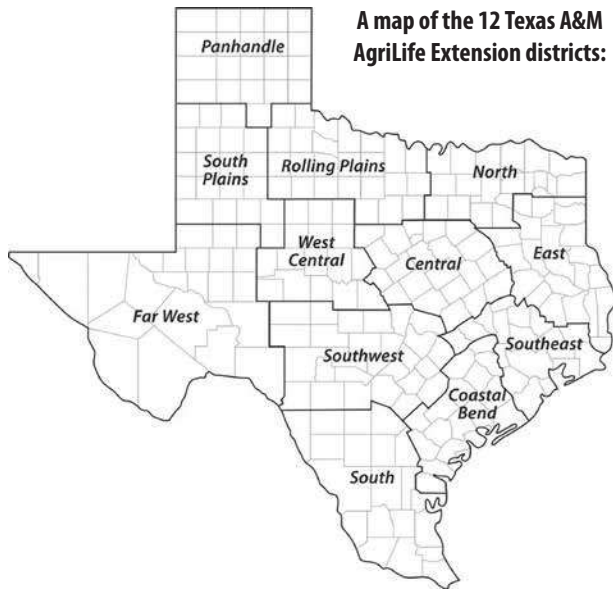 A map of the 12 Texas A&M
AgriLife Extension districts:
Panhandle
South
Plains
Rolling Plains
North
West
Central
Central
East
Far West
Southwest
Southeast
Coastal
Bend
South